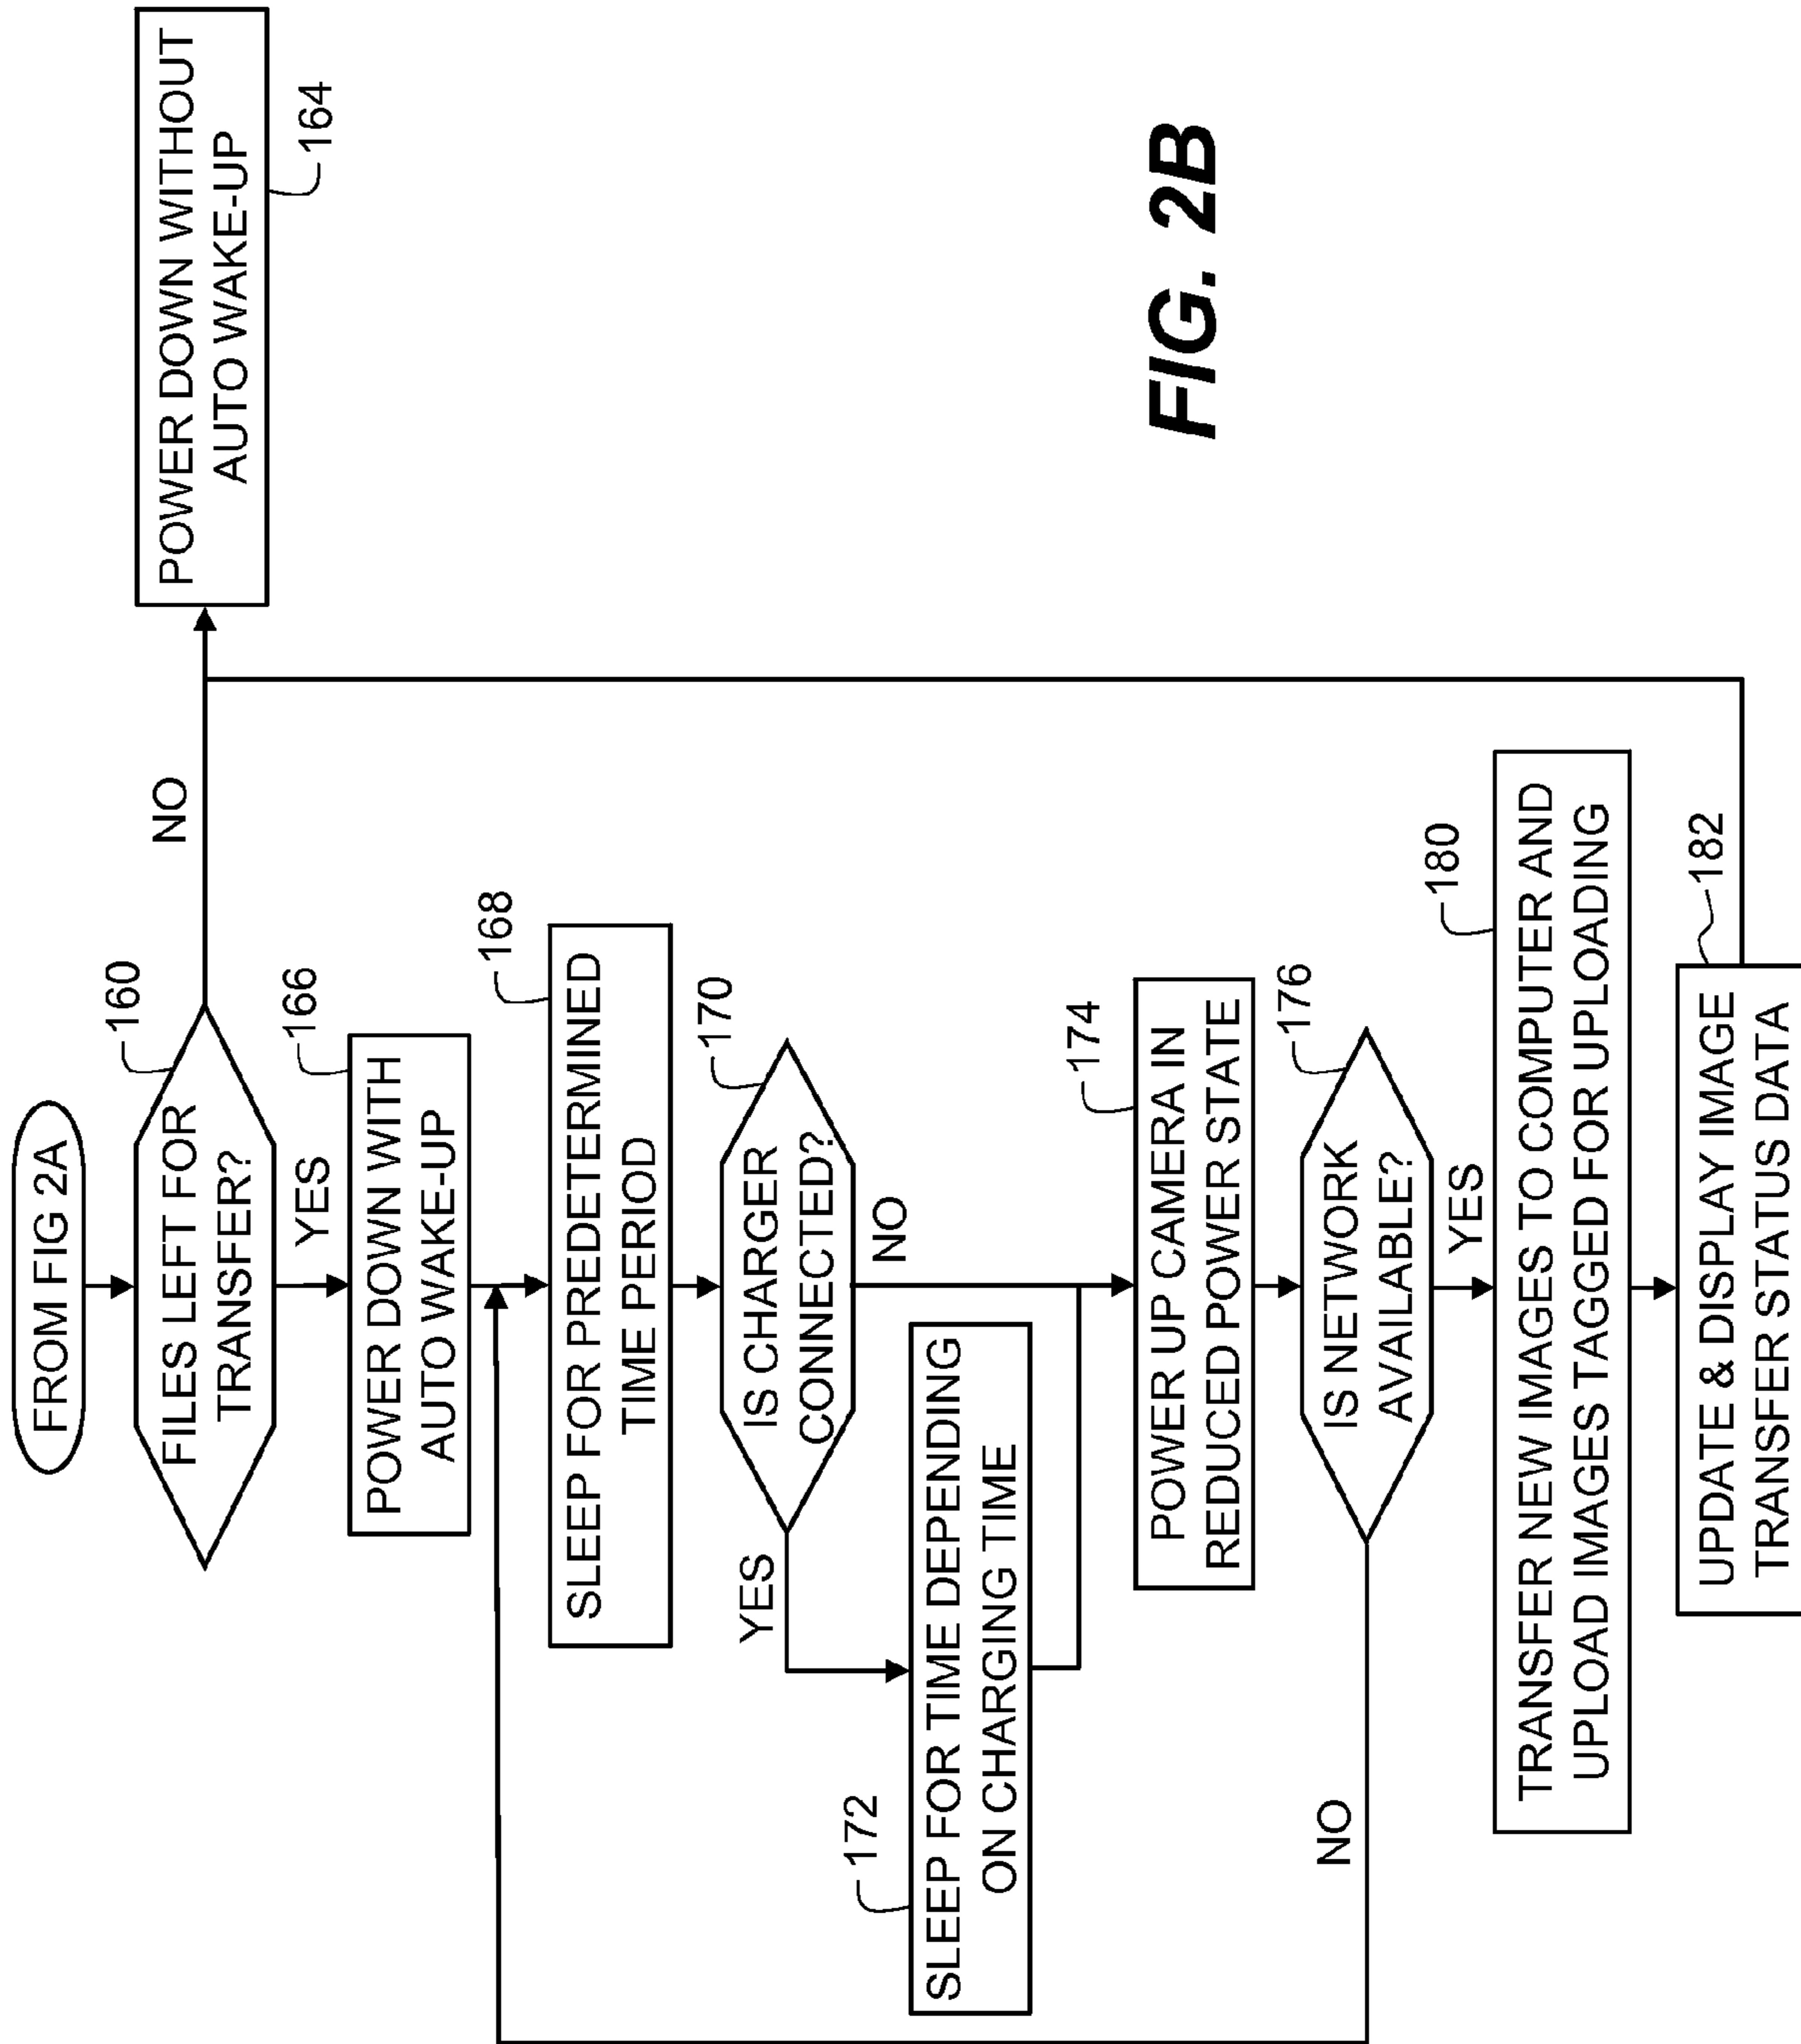 FROM FIG 2A
160
FILES LEFT FOR
TRANSFER?
NO
POWER DOWN WITHOUT
AUTO WAKE-UP
164
YES
166
POWER DOWN WITH
AUTO WAKE-UP
168
SLEEP FOR PREDETERMINED
TIME PERIOD
170
IS CHARGER
CONNECTED?
YES
NO
172
SLEEP FOR TIME DEPENDING
ON CHARGING TIME
174
POWER UP CAMERA IN
REDUCED POWER STATE
176
IS NETWORK
AVAILABLE?
NO
YES
180
TRANSFER NEW IMAGES TO COMPUTER AND
UPLOAD IMAGES TAGGED FOR UPLOADING
182
UPDATE & DISPLAY IMAGE
TRANSFER STATUS DATA
FIG. 2B